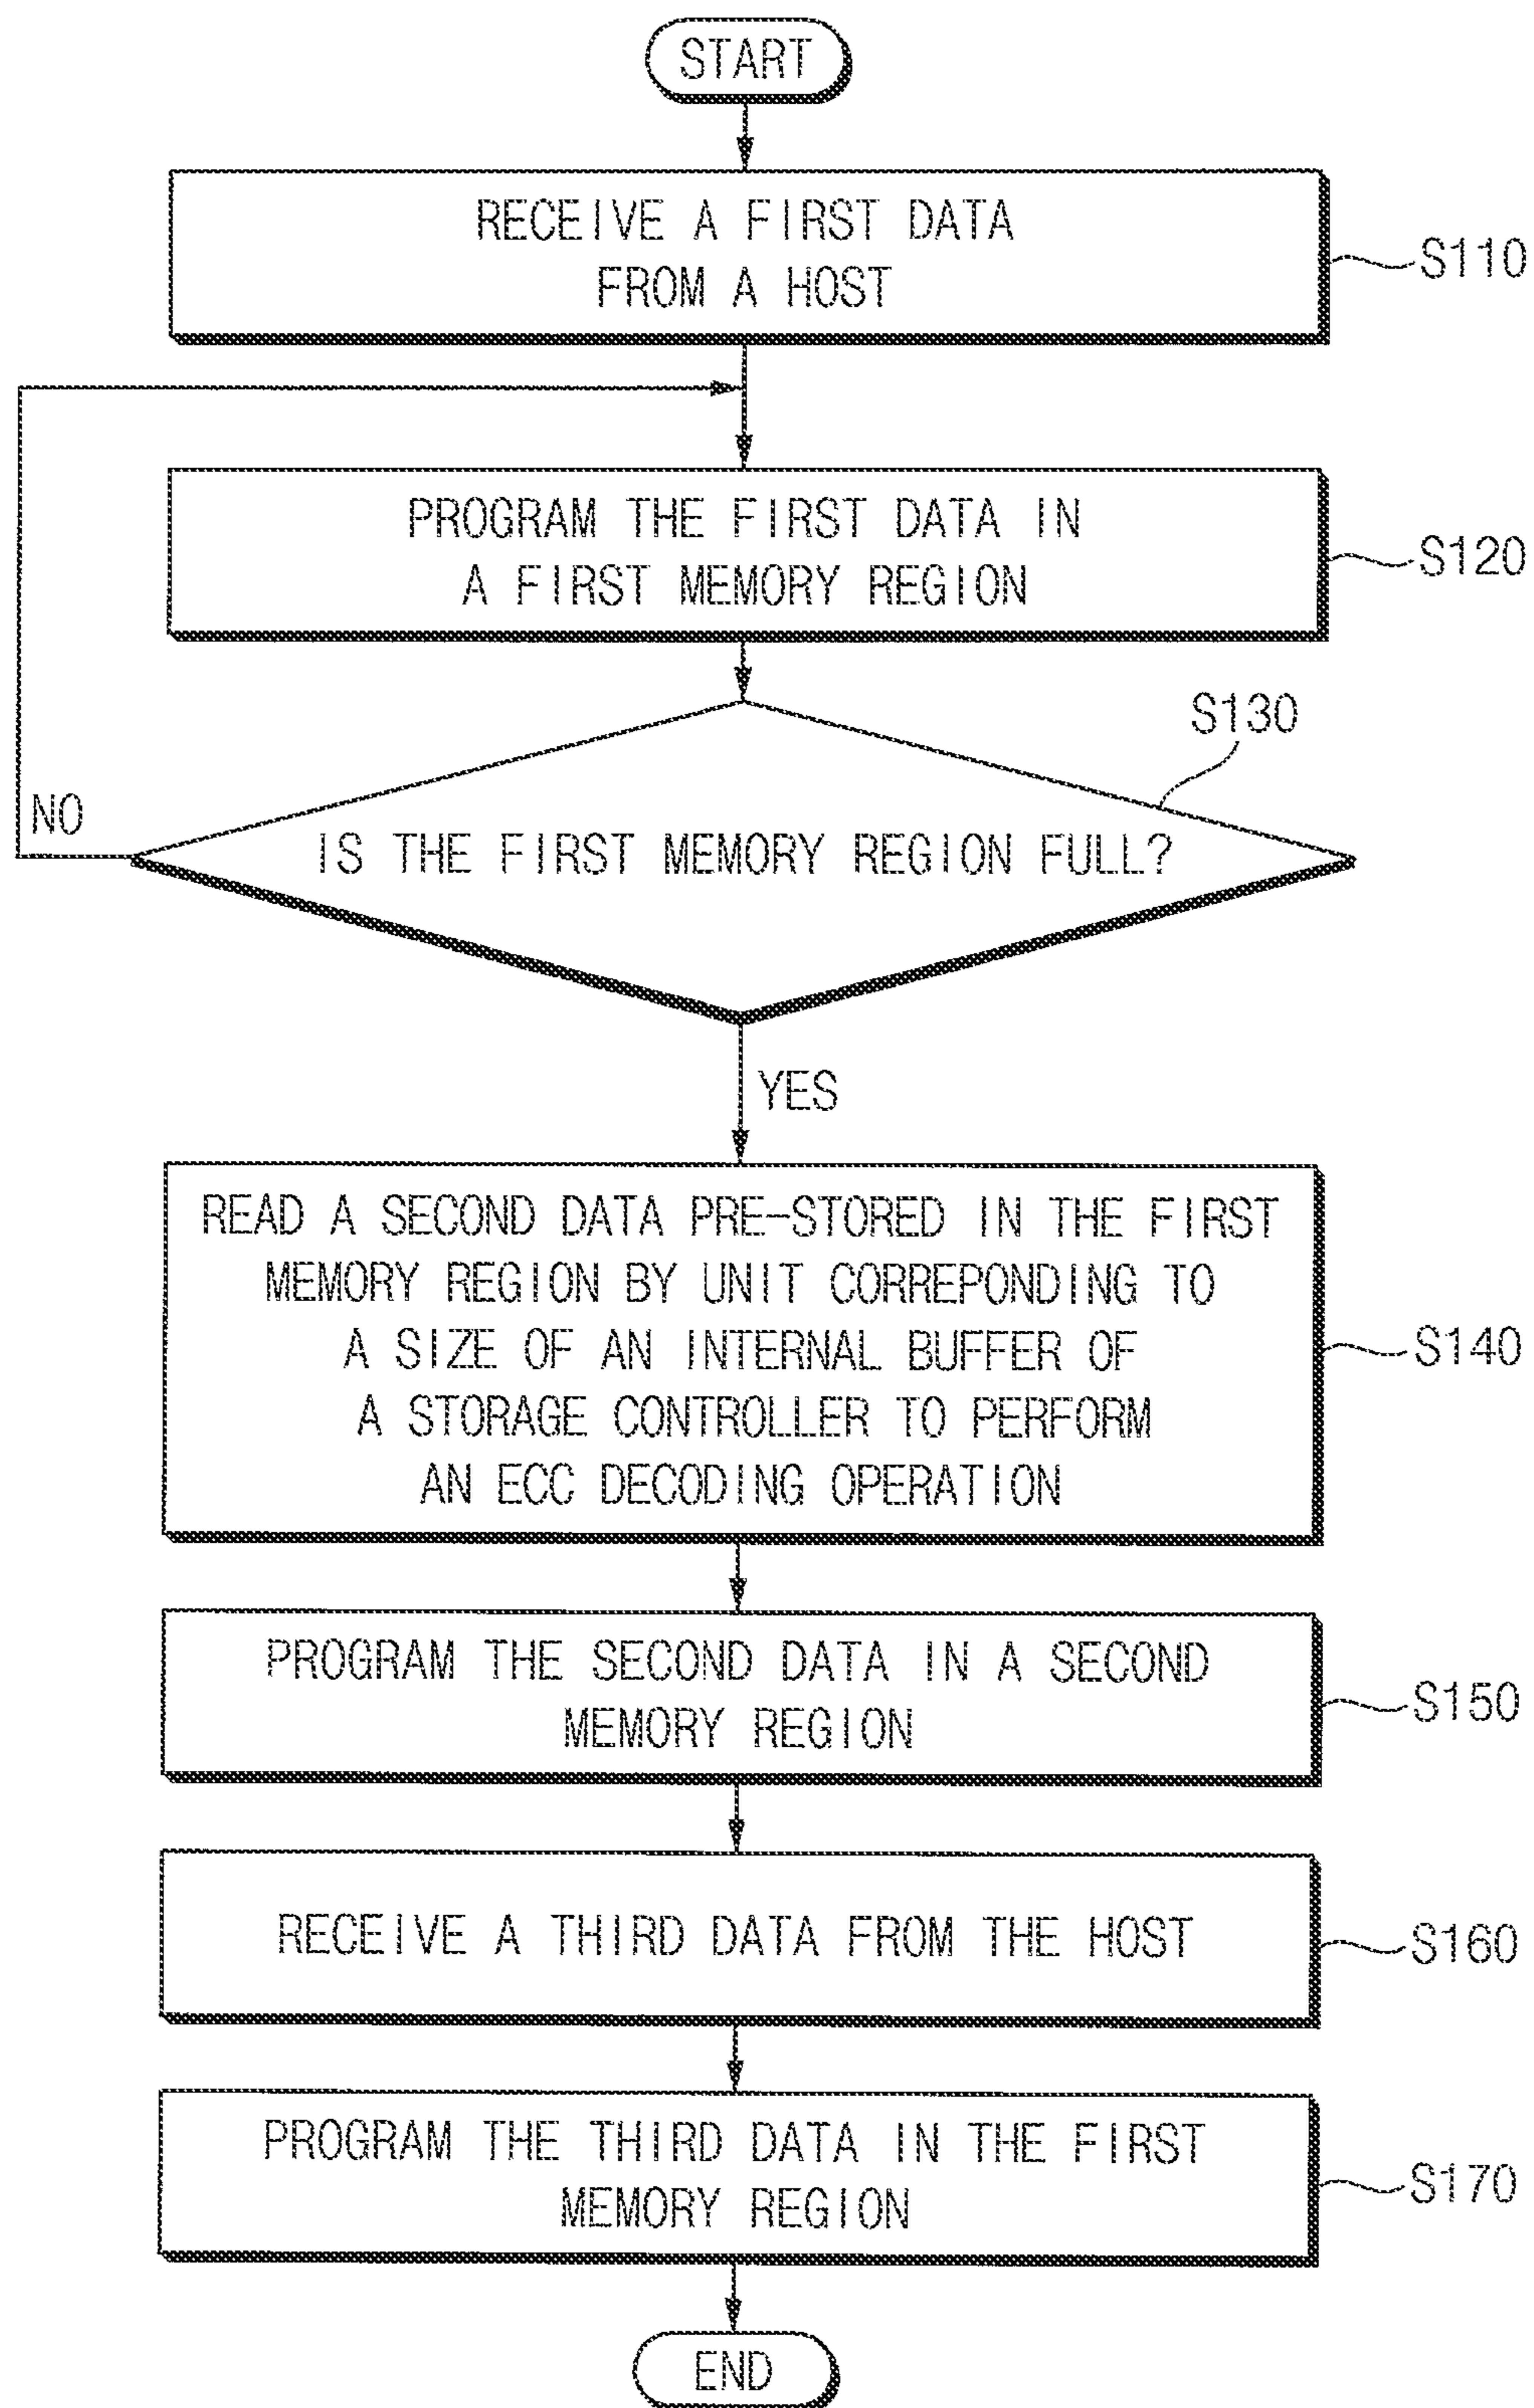 START
RECEIVE A FIRST DATA
FROM A HOST
S110
PROGRAM THE FIRST DATA IN
A FIRST MEMORY REGION
S120
S130
NO
IS THE FIRST MEMORY REGION FULL?
YES
READ A SECOND DATA PRE-STORED IN THE FIRST
MEMORY REGION BY UNIT CORREPONDING TO
A SIZE OF AN INTERNAL BUFFER OF
A STORAGE CONTROLLER TO PERFORM
AN ECC DECODING OPERATION
S140
PROGRAM THE SECOND DATA IN A SECOND
MEMORY REGION
S150
RECEIVE A THIRD DATA FROM THE HOST
S160
PROGRAM THE THIRD DATA IN THE FIRST
MEMORY REGION
S170
END